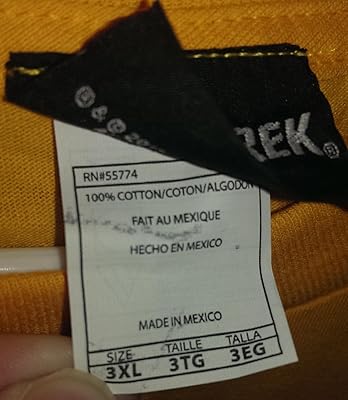 ® & © 20
REK®
RN#55774
100% COTTON/COTON/ALGODON
FAIT AU MEXIQUE
HECHO EN MEXICO
MADE IN MEXICO
SIZE TAILLE TALLA
3XL 3TG 3EG